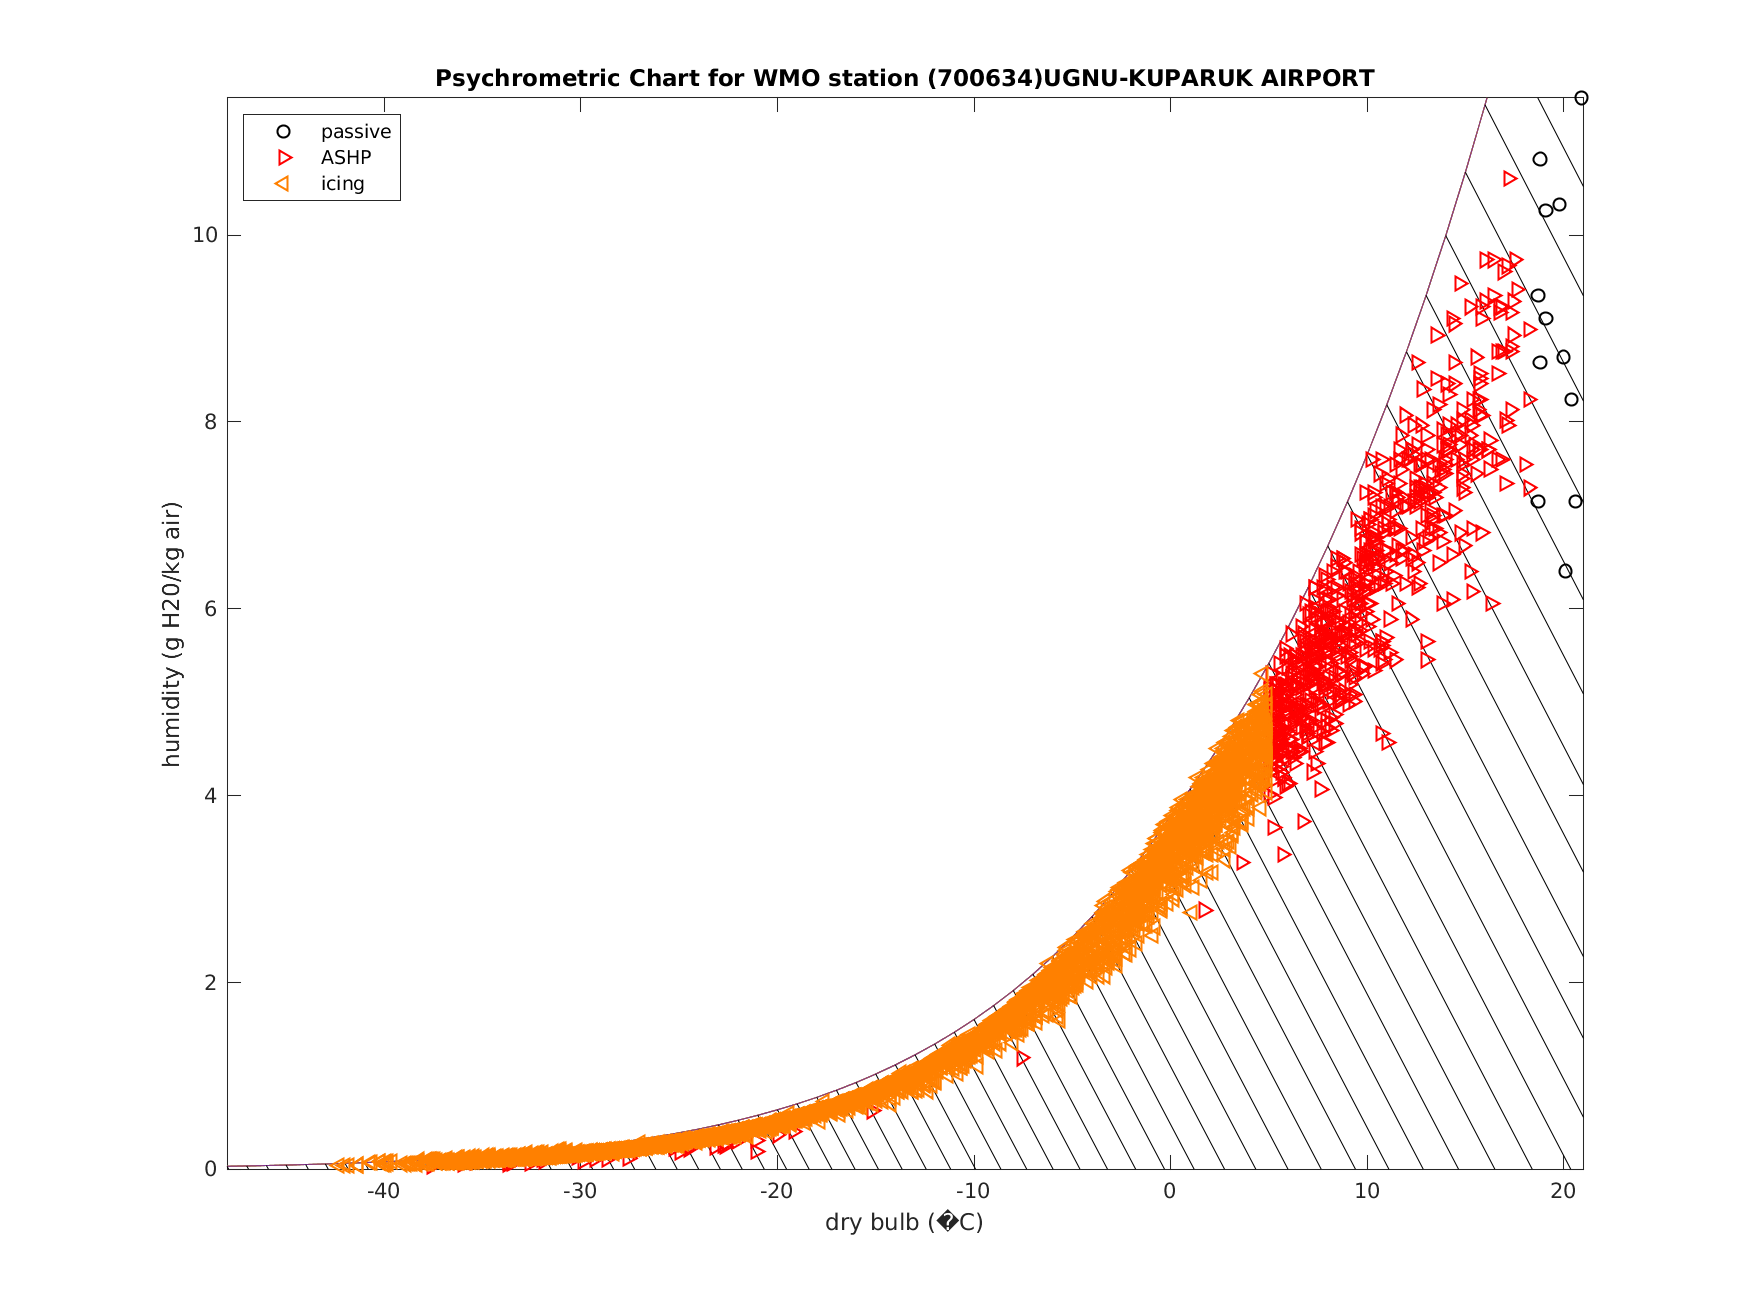 Psychrometric Chart for WMO station (700634)UGNU-KUPARUK AIRPORT
passive
ASHP
icing
humidity (g H20/kg air)
10
8
6
4
2
0
-40 -30 -20 -10 0 10 20
dry bulb (�C)